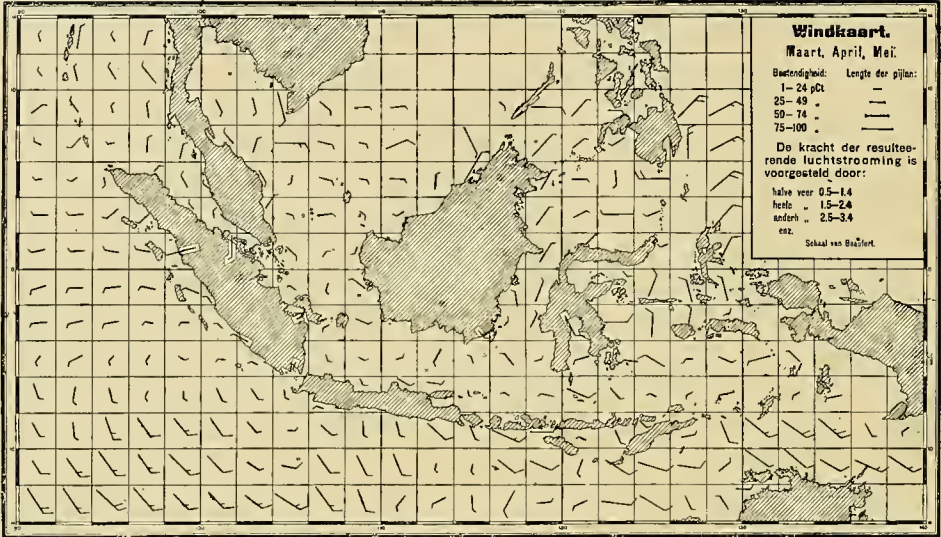 Windkaart.
Maart, April, Mei.
Bestendigheid: Lengte der pijlen:
1—24 pCt
25—49 „
50—74 „
75—100 „
De kracht der resultee-
rende luchtstrooming is
voorgesteld door:
halve veer 0.5—1.4
heele „ 1.5—2.4
anderh „ 2.5—3.4
enz.
Schaal van Beaufort.